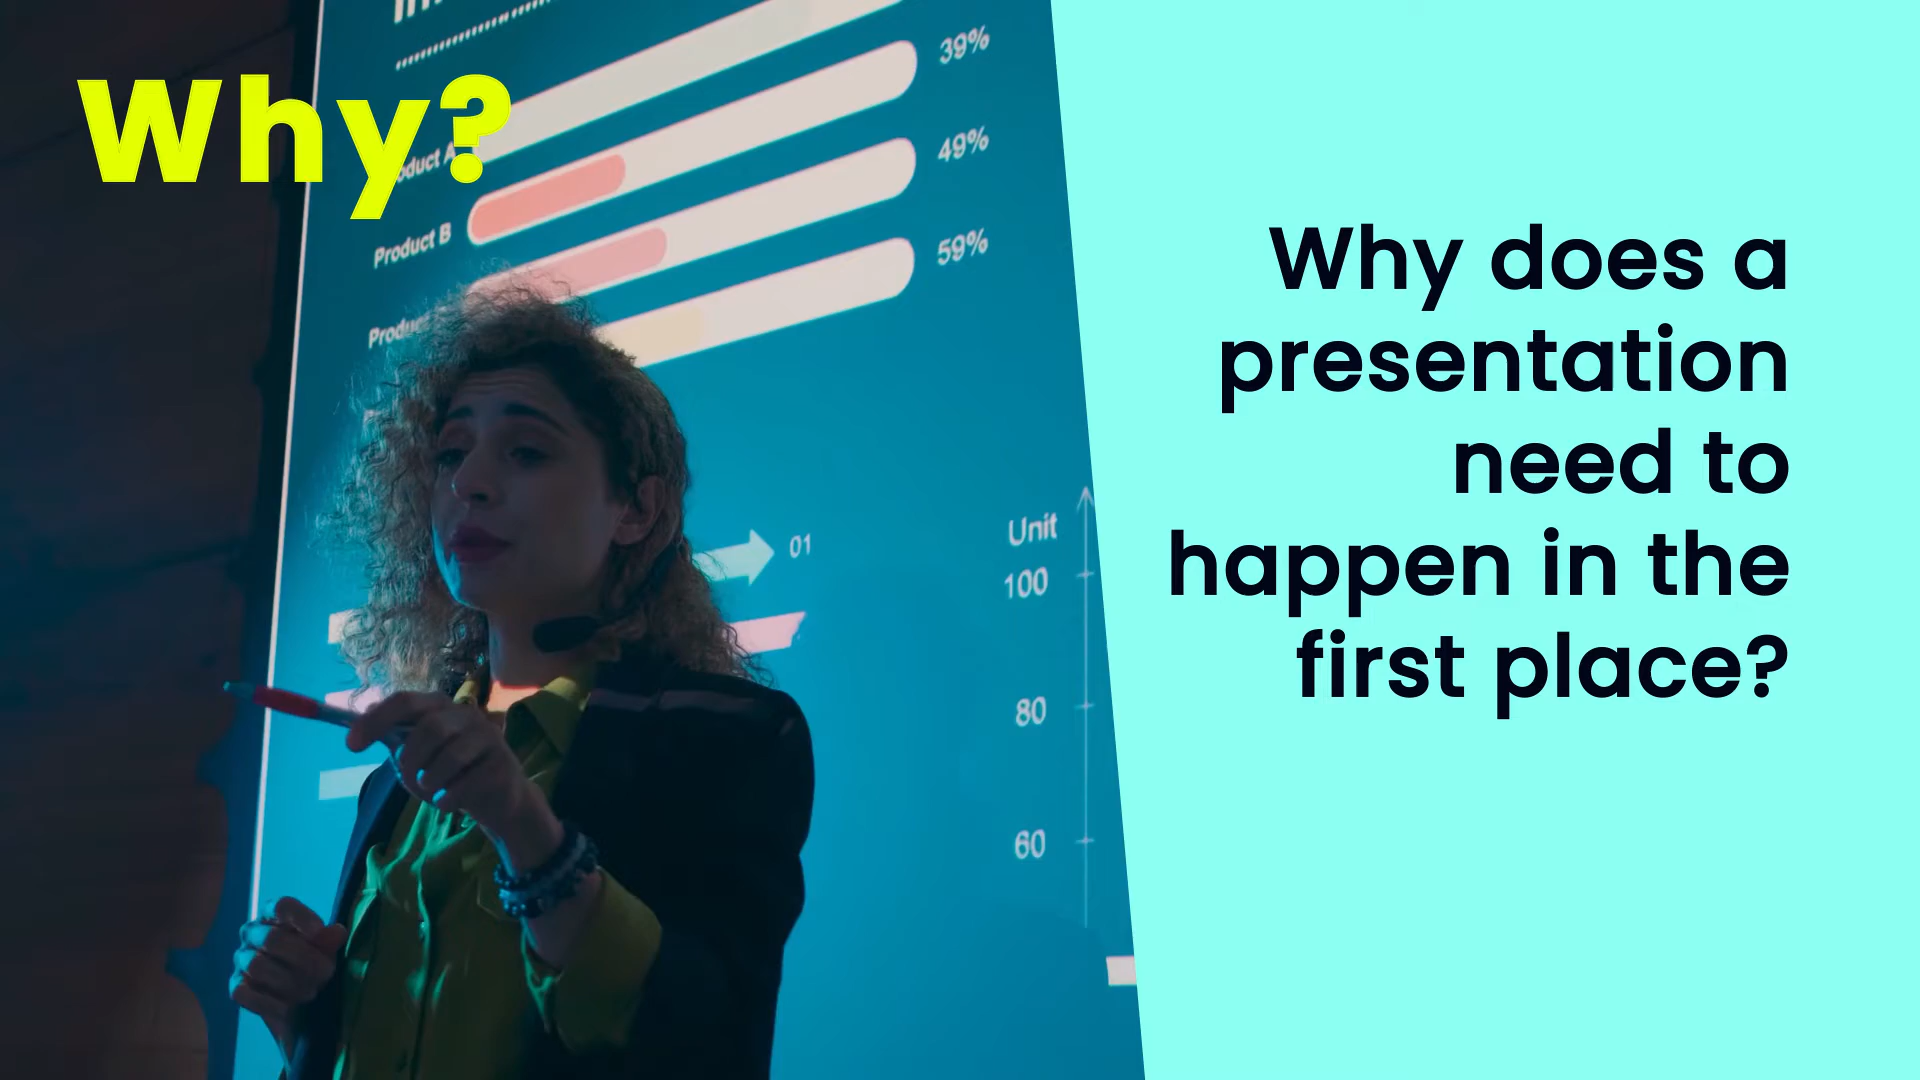 Why?
Why does a
presentation
need to
happen in the
first place?
39%
49%
59%
Product B
01
Unit
100
80
60